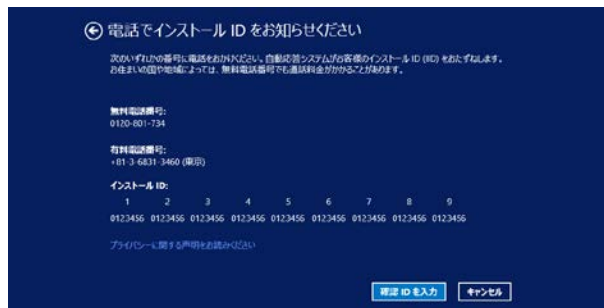 電話でインストール ID をお知らせください
次のいずれかの番号に電話をおかけください。自動応答システムがお客様のインストール ID (IID) をおたずねします。
お住まいの国や地域によっては、無料電話番号でも通話料金がかかることがあります。
無料電話番号:
0120-801-734
有料電話番号:
+81-3-6831-3460 (東京)
インストール ID:
1 2 3 4 5 6 7 8 9
0123456 0123456 0123456 0123456 0123456 0123456 0123456 0123456 0123456
プライバシーに関する声明をお読みください
確認 ID を入力 キャンセル